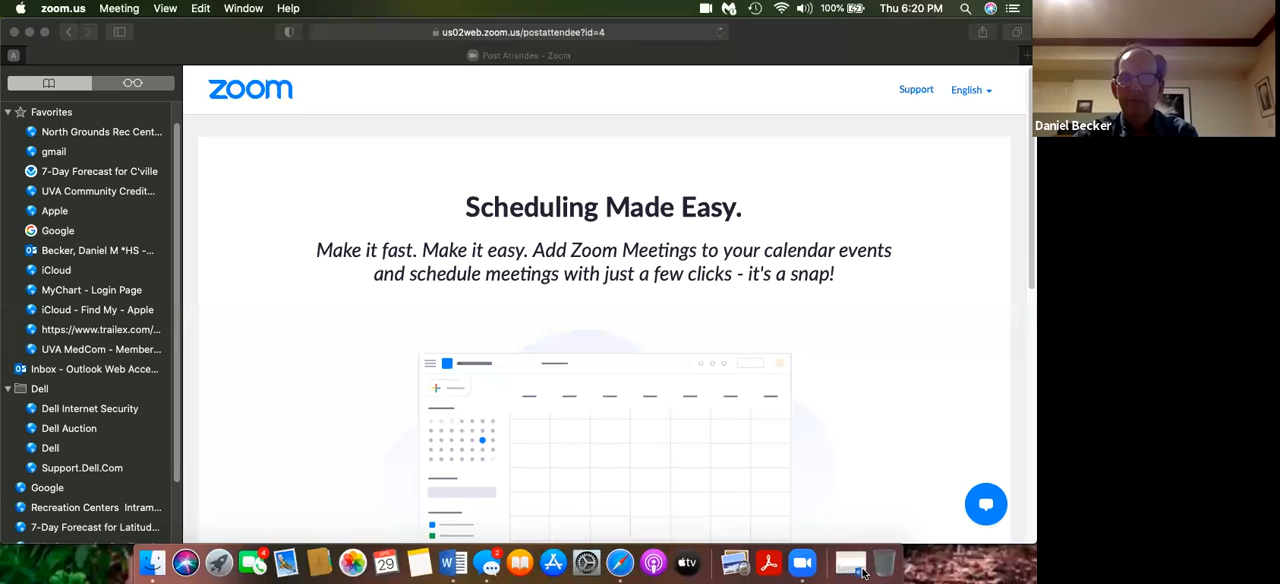 zoom.us Meeting View Edit Window Help
100% Thu 6:20 PM
us02web.zoom.us/postattendee?id=4
A
Post Attendee - Zoom
zoom
Support English
Favorites
North Grounds Rec Cent...
gmail
7-Day Forecast for C'ville
UVA Community Credit...
Apple
Google
Becker, Daniel M *HS -...
iCloud
MyChart - Login Page
iCloud - Find My - Apple
https://www.trailex.com/...
UVA MedCom - Member...
Inbox - Outlook Web Acce...
Dell
Dell Internet Security
Dell Auction
Dell
Support.Dell.Com
Google
Recreation Centers Intram...
7-Day Forecast for Latitud...
Scheduling Made Easy.
Make it fast. Make it easy. Add Zoom Meetings to your calendar events
and schedule meetings with just a few clicks - it's a snap!
Daniel Becker
4
29
W
2
tv